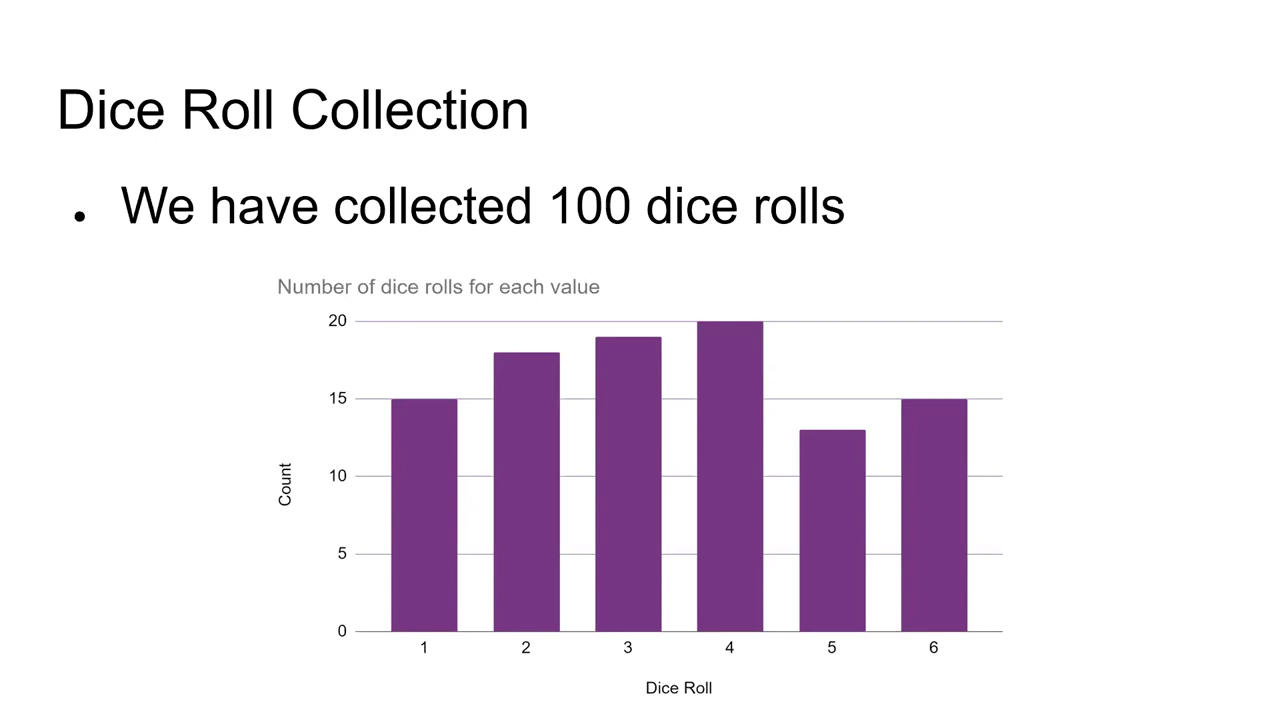 Dice Roll Collection
• We have collected 100 dice rolls
Number of dice rolls for each value
20
15
10
5
0
Count
1 2 3 4 5 6
Dice Roll